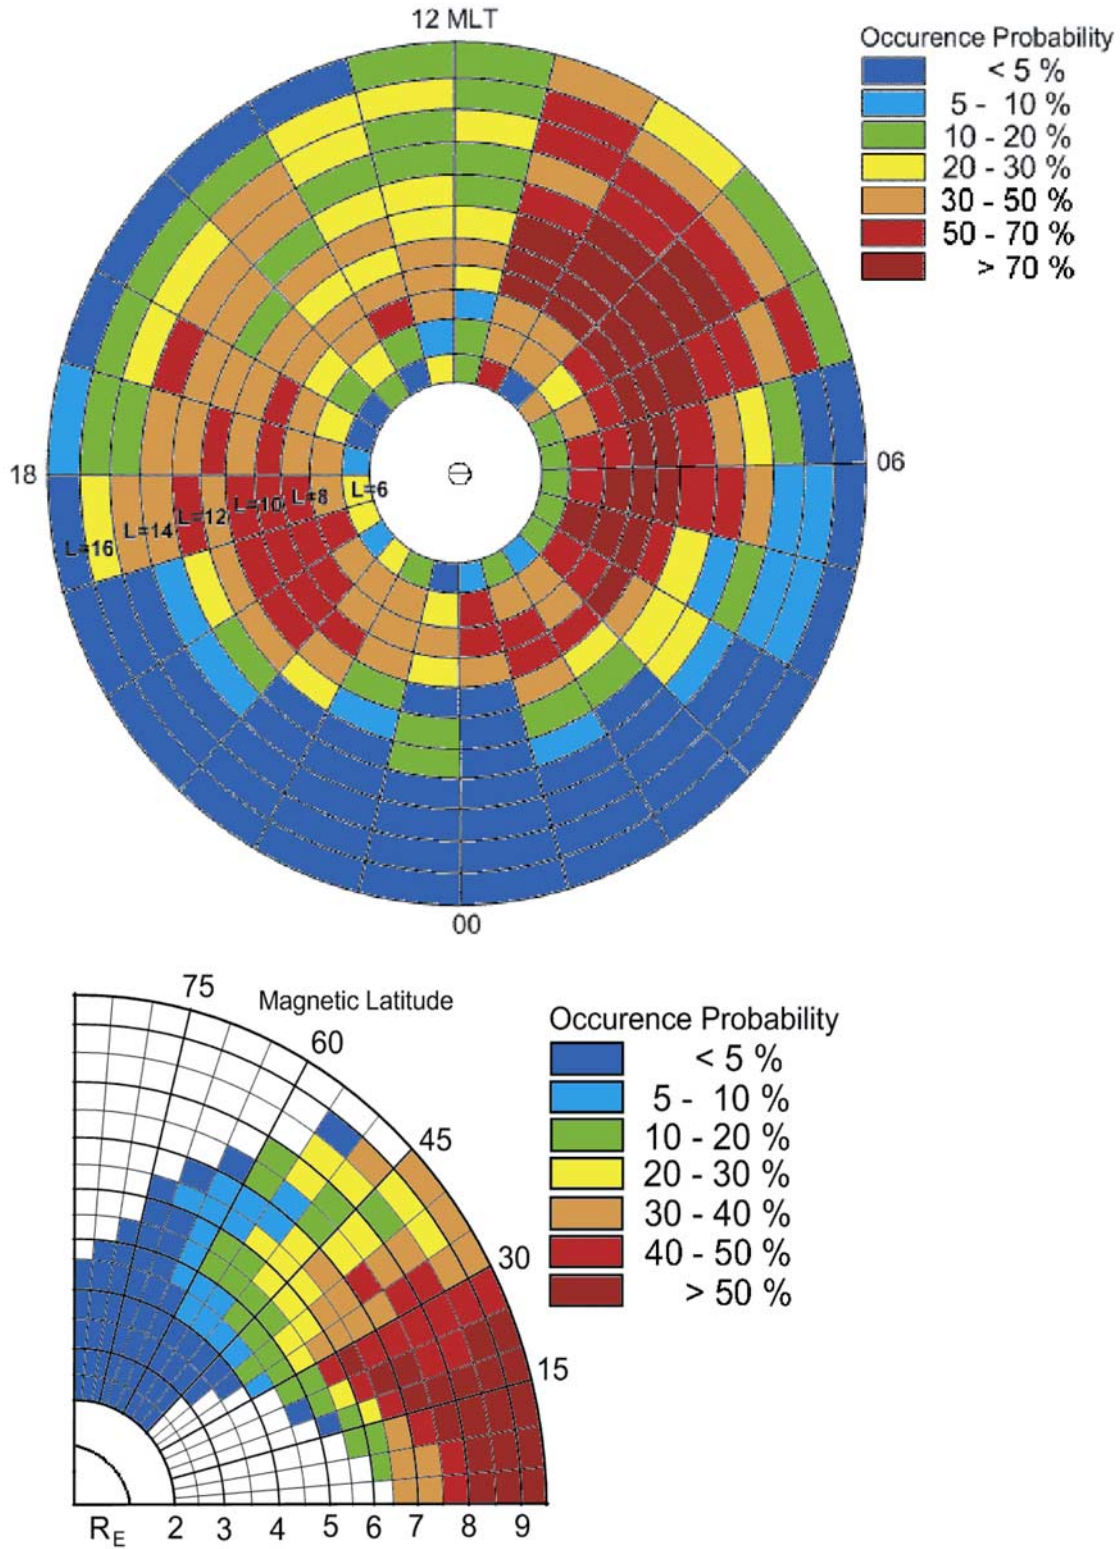 12 MLT
Occurence Probability
< 5 %
5 - 10 %
10 - 20 %
20 - 30 %
30 - 50 %
50 - 70 %
> 70 %
18
06
L=16
L=14
L=12
L=10
L=8
L=6
00
75
Magnetic Latitude
60
45
30
15
Occurence Probability
< 5 %
5 - 10 %
10 - 20 %
20 - 30 %
30 - 40 %
40 - 50 %
> 50 %
RE 2 3 4 5 6 7 8 9